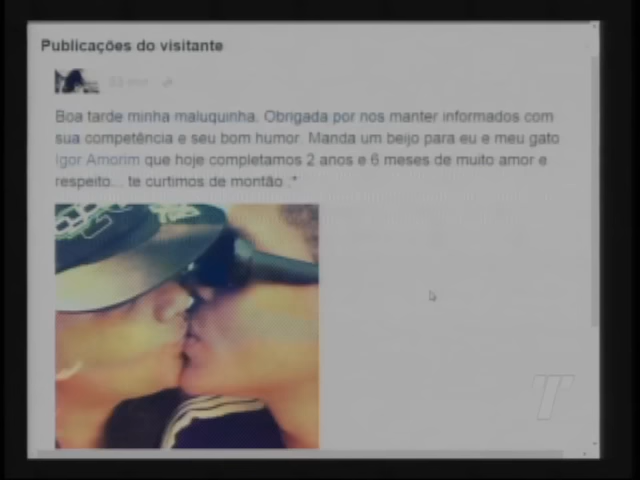 Publicações do visitante
Boa tarde minha maluquinha. Obrigada por nos manter informados com
sua competência e seu bom humor. Manda um beijo para eu e meu gato
Igor Amorim que hoje completamos 2 anos e 6 meses de muito amor e
respeito... te curtimos de montão :*